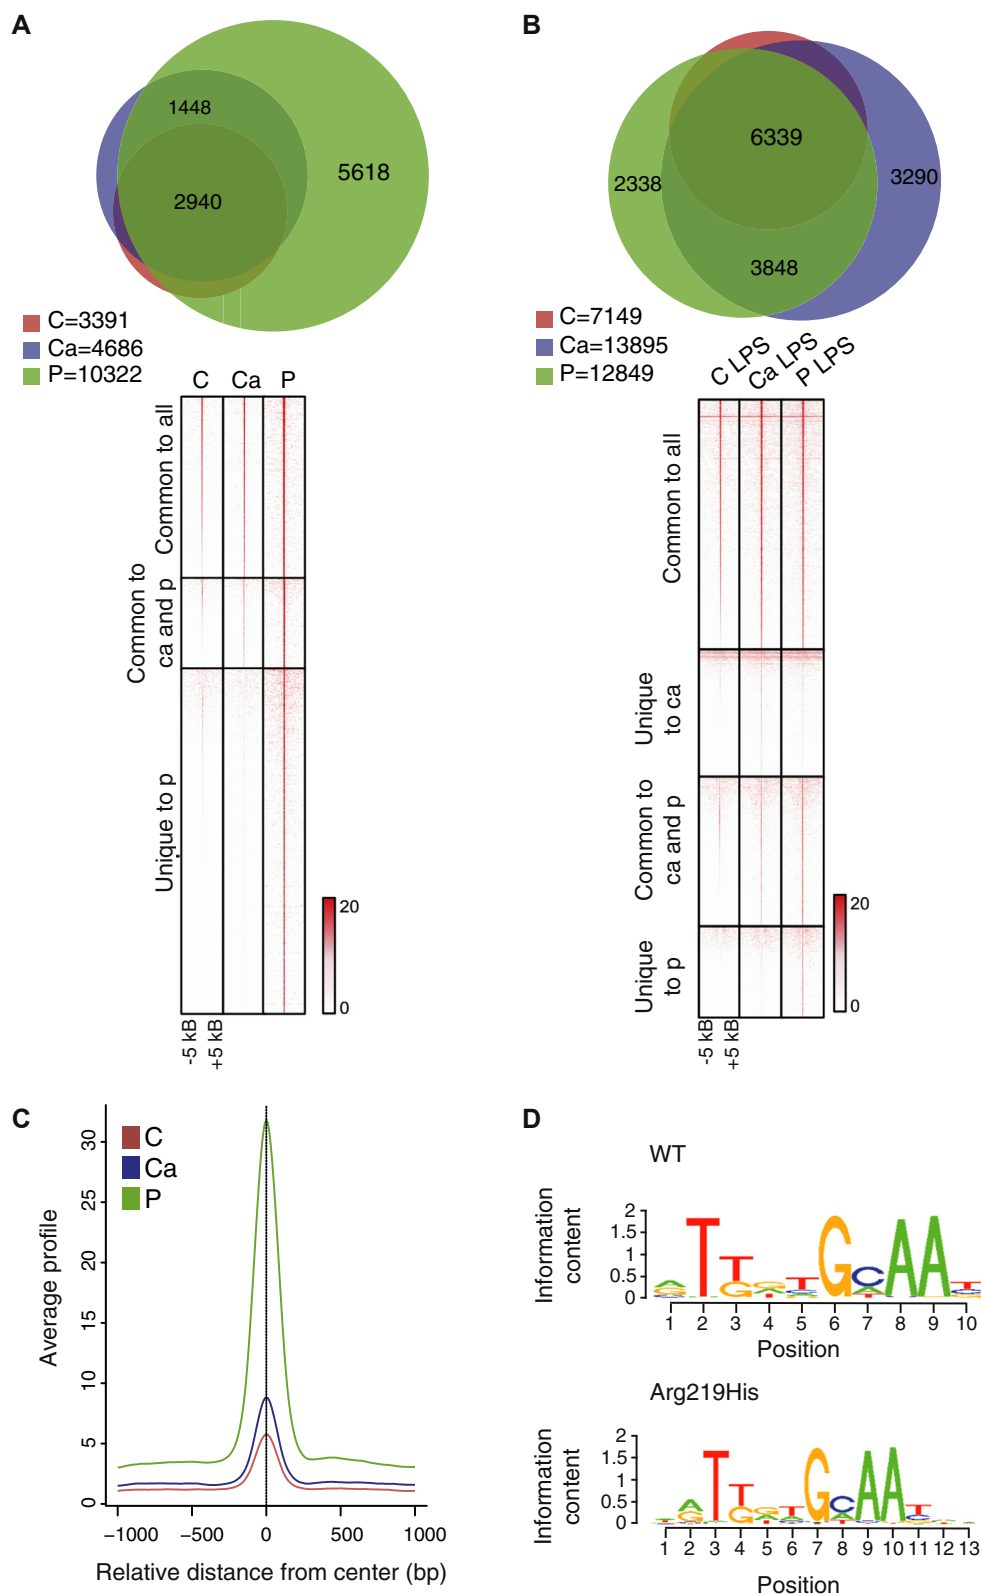 A
1448
5618
2940
C=3391
Ca=4686
P=10322
C Ca P
Common to all
Common to
ca and p
Unique to p
20
0
-5 kB
+5 kB
B
6339
2338
3290
3848
C=7149
Ca=13895
P=12849
C LPS
Ca LPS
P LPS
Common to all
Unique
to ca
Common to
ca and p
Unique
to p
20
0
-5 kB
+5 kB
C
C
Ca
P
Average profile
30
25
20
15
10
5
0
−1000 −500 0 500 1000
Relative distance from center (bp)
D
WT
Information
content
2
1.5
1
0.5
0
1 2 3 4 5 6 7 8 9 10
Position
Arg219His
Information
content
2
1.5
1
0.5
0
1 2 3 4 5 6 7 8 9 10 11 12 13
Position